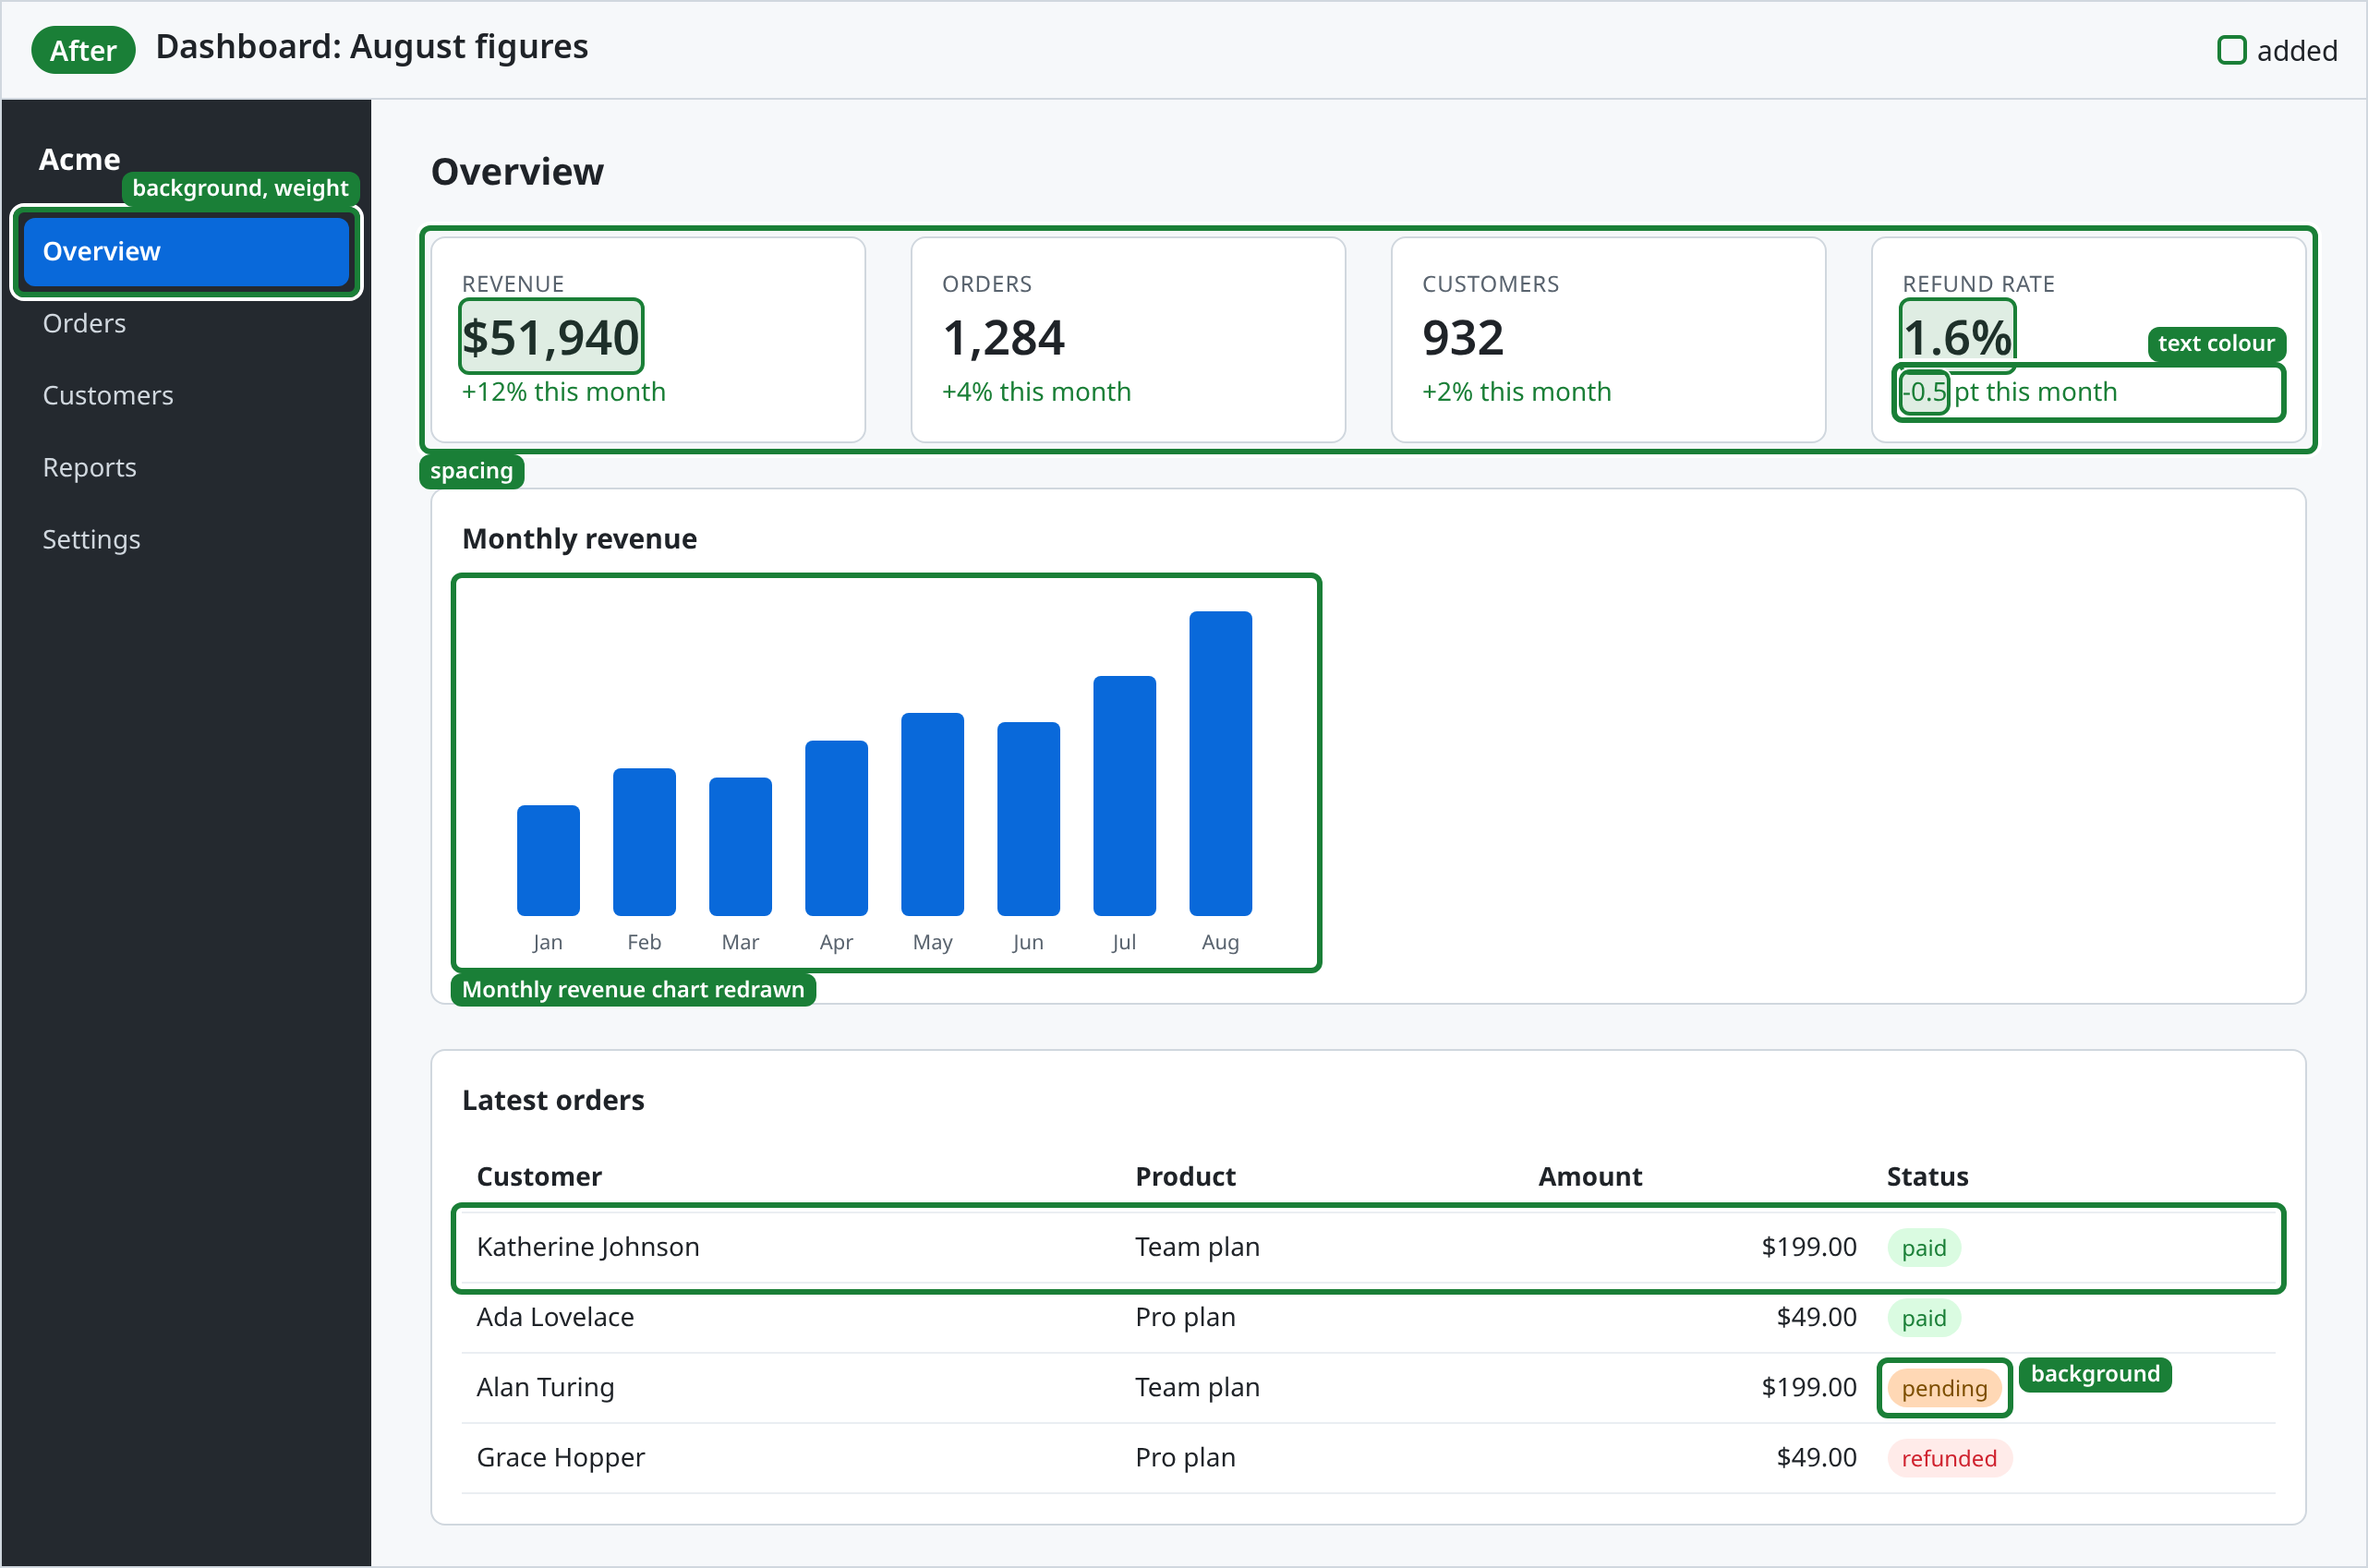 After Dashboard: August figures
added
Acme
background, weight
Overview
Orders
Customers
Reports
Settings
Overview
REVENUE
$51,940
+12% this month
ORDERS
1,284
+4% this month
CUSTOMERS
932
+2% this month
REFUND RATE
1.6%
text colour
-0.5 pt this month
spacing
Monthly revenue
Jan Feb Mar Apr May Jun Jul Aug
Monthly revenue chart redrawn
Latest orders
Customer Product Amount Status
Katherine Johnson Team plan $199.00 paid
Ada Lovelace Pro plan $49.00 paid
Alan Turing Team plan $199.00 pending background
Grace Hopper Pro plan $49.00 refunded